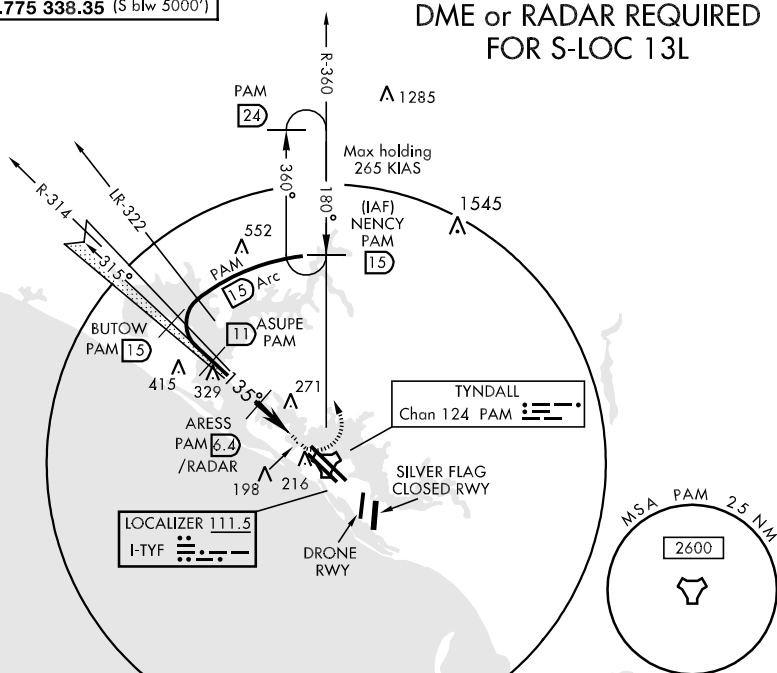 .775 338.35 (S blw 5000')
DME or RADAR REQUIRED
FOR S-LOC 13L
R-360
PAM
24
1285
Max holding
265 KIAS
360°
180°
1545
R-314
LR-322
(IAF)
NENCY
PAM
15
552
PAM
15 Arc
315°
BUTOW
PAM 15
11 ASUPE
PAM
415
329
135°
271
TYNDALL
Chan 124 PAM
ARESS
PAM 6.4
/RADAR
198
216
SILVER FLAG
CLOSED RWY
LOCALIZER 111.5
I-TYF
DRONE
RWY
MSA PAM 25 NM
2600